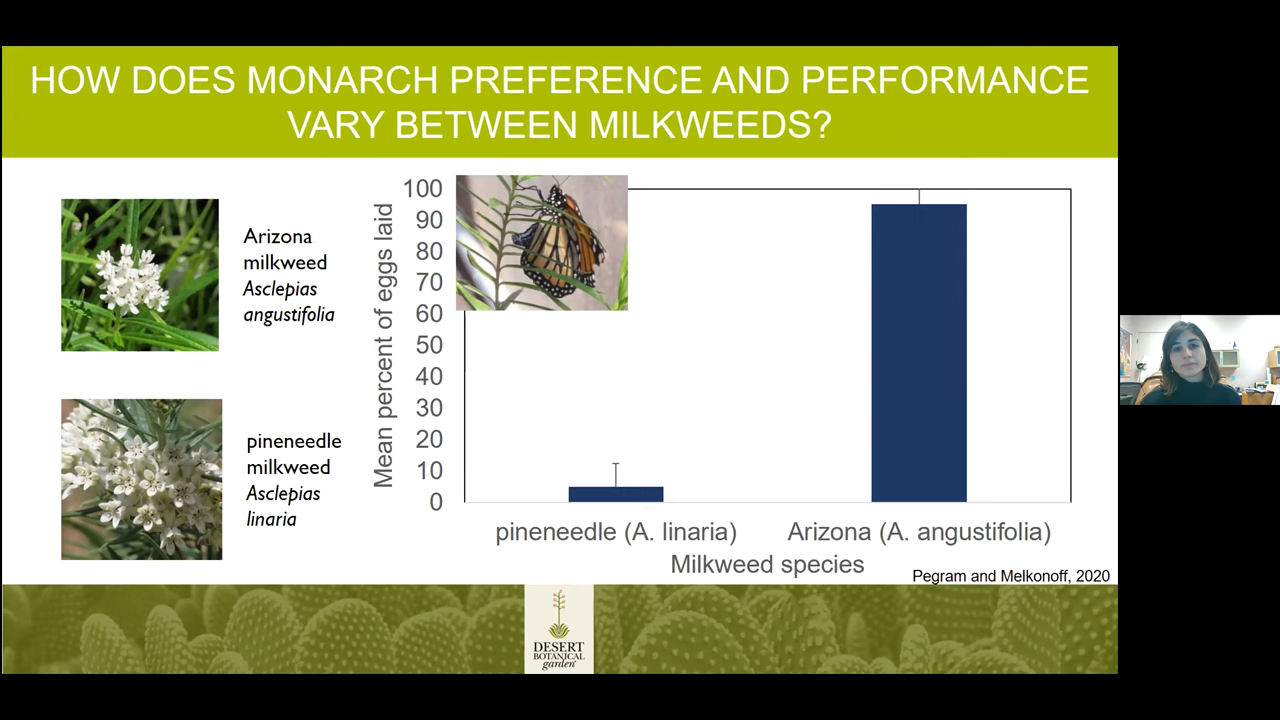 HOW DOES MONARCH PREFERENCE AND PERFORMANCE
VARY BETWEEN MILKWEEDS?
Arizona
milkweed
Asclepias
angustifolia
pineneedle
milkweed
Asclepias
linaria
Mean percent of eggs laid
100
90
80
70
60
50
40
30
20
10
0
pineneedle (A. linaria)
Arizona (A. angustifolia)
Milkweed species
Pegram and Melkonoff, 2020
DESERT
BOTANICAL
garden